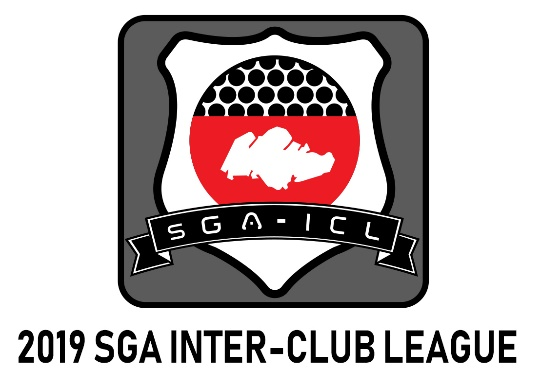 SGA-ICL
2019 SGA INTER-CLUB LEAGUE